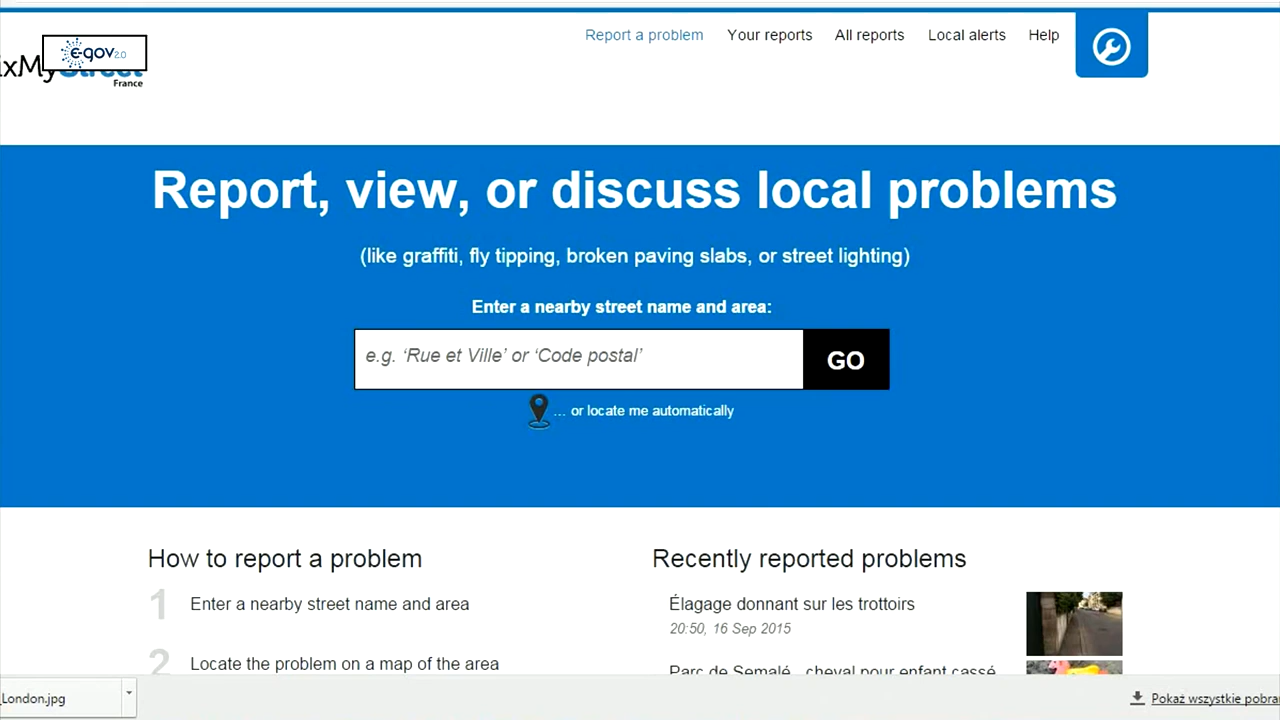 e-gov 2.0
ixMyStreet
France
Report a problem
Your reports
All reports
Local alerts
Help
Report, view, or discuss local problems
(like graffiti, fly tipping, broken paving slabs, or street lighting)
Enter a nearby street name and area:
e.g. ‘Rue et Ville’ or ‘Code postal’
GO
... or locate me automatically
How to report a problem
1 Enter a nearby street name and area
2 Locate the problem on a map of the area
Recently reported problems
Élagage donnant sur les trottoirs
20:50, 16 Sep 2015
Parc de Semalé , cheval pour enfant cassé
_London.jpg
Pokaż wszystkie pobra